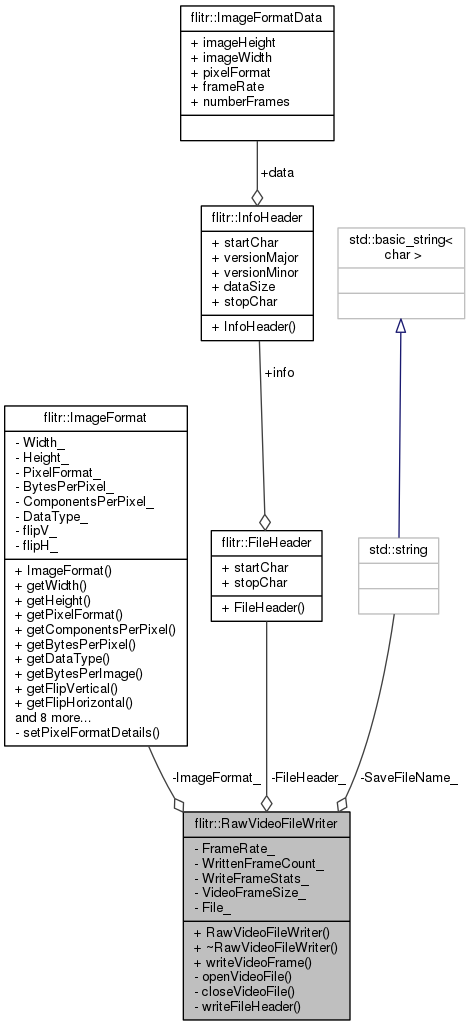 flitr::ImageFormatData
+ imageHeight
+ imageWidth
+ pixelFormat
+ frameRate
+ numberFrames
+data
flitr::InfoHeader
+ startChar
+ versionMajor
+ versionMinor
+ dataSize
+ stopChar
+ InfoHeader()
std::basic_string<
char >
+info
flitr::ImageFormat
- Width_
- Height_
- PixelFormat_
- BytesPerPixel_
- ComponentsPerPixel_
- DataType_
- flipV_
- flipH_
+ ImageFormat()
+ getWidth()
+ getHeight()
+ getPixelFormat()
+ getComponentsPerPixel()
+ getBytesPerPixel()
+ getDataType()
+ getBytesPerImage()
+ getFlipVertical()
+ getFlipHorizontal()
and 8 more...
- setPixelFormatDetails()
flitr::FileHeader
+ startChar
+ stopChar
+ FileHeader()
std::string
-ImageFormat_
-FileHeader_
-SaveFileName_
flitr::RawVideoFileWriter
- FrameRate_
- WrittenFrameCount_
- WriteFrameStats_
- VideoFrameSize_
- File_
+ RawVideoFileWriter()
+ ~RawVideoFileWriter()
+ writeVideoFrame()
- openVideoFile()
- closeVideoFile()
- writeFileHeader()